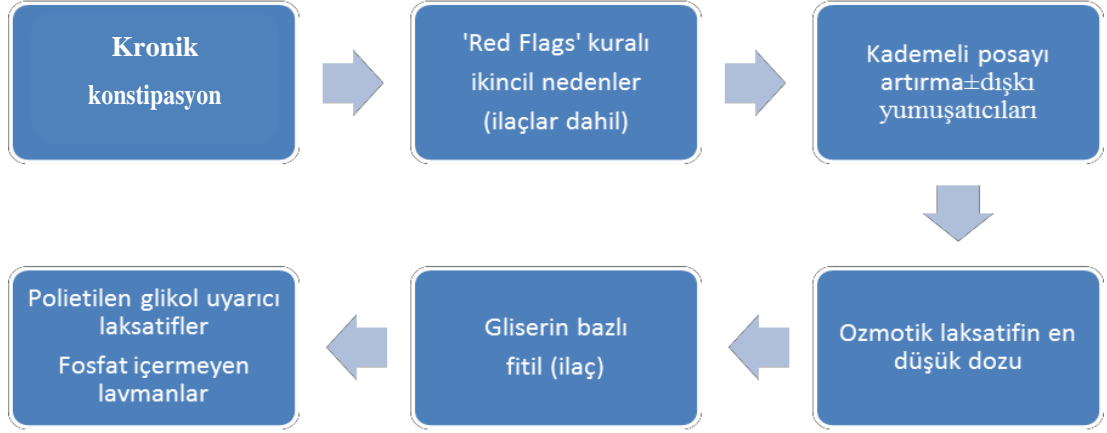 Kronik
konstipasyon
'Red Flags' kuralı
ikincil nedenler
(ilaçlar dahil)
Kademeli posayı
artırma±dışkı
yumuşatıcıları
Ozmotik laksatifin en
düşük dozu
Gliserin bazlı
fitil (ilaç)
Polietilen glikol uyarıcı
laksatifler
Fosfat içermeyen
lavmanlar